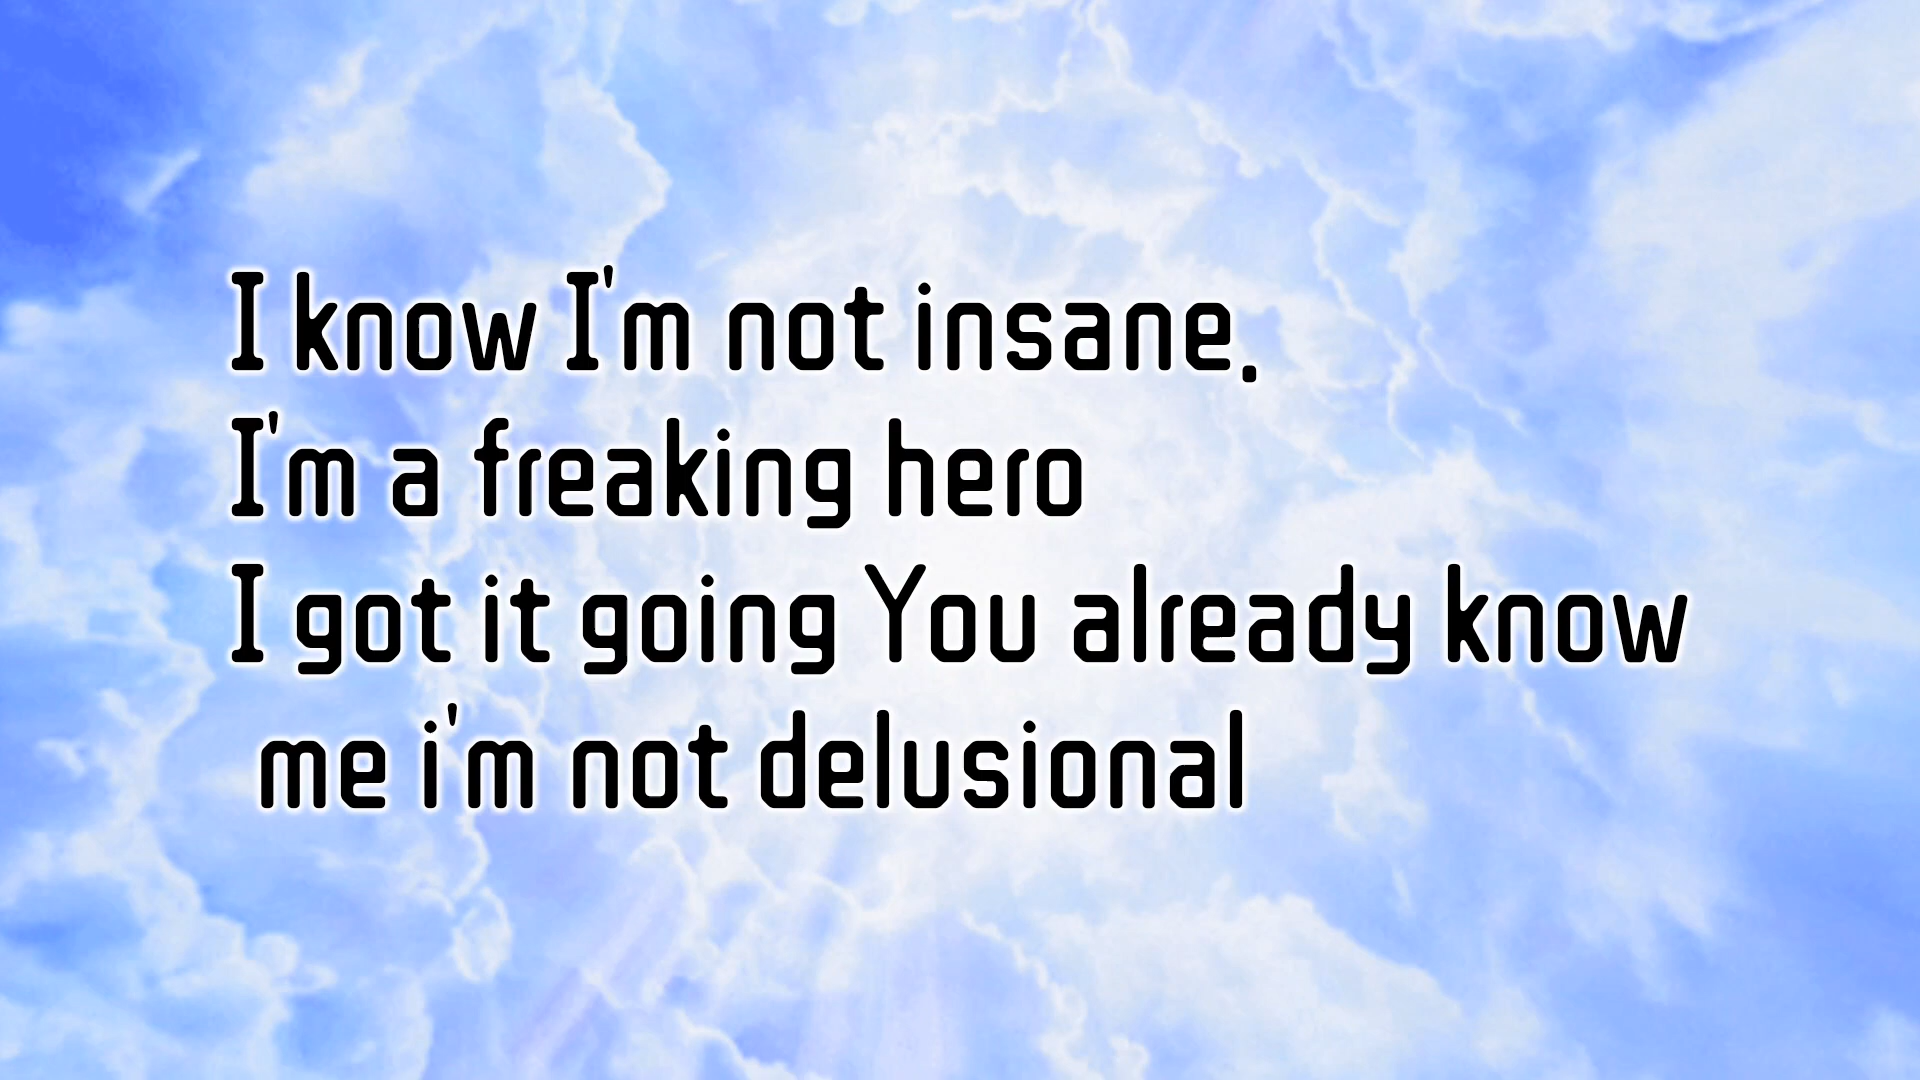 I know I'm not insane.
I'm a freaking hero
I got it going You already know
me i'm not delusional